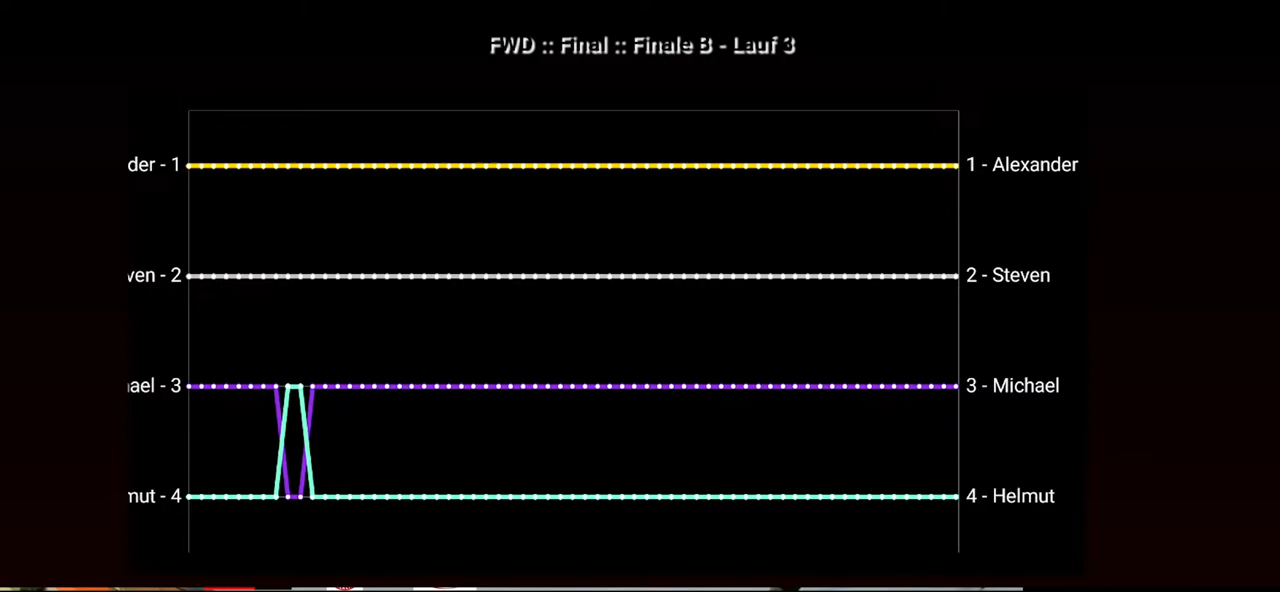 FWD :: Final :: Finale B - Lauf 3
der - 1
1 - Alexander
ven - 2
2 - Steven
ael - 3
3 - Michael
mut - 4
4 - Helmut